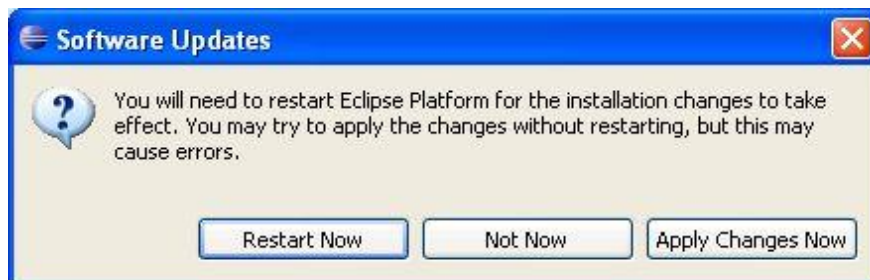 Software Updates
You will need to restart Eclipse Platform for the installation changes to take
effect. You may try to apply the changes without restarting, but this may
cause errors.
Restart Now Not Now Apply Changes Now